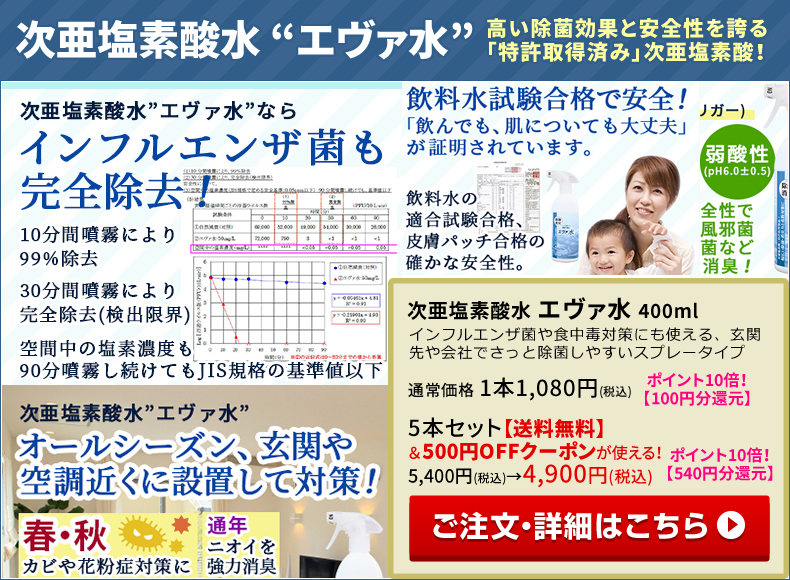 次亜塩素酸水 “エヴァ水”
高い除菌効果と安全性を誇る
「特許取得済み」次亜塩素酸!
次亜塩素酸水”エヴァ水”なら
インフルエンザ菌も
完全除去!
10分間噴霧により
99%除去
30分間噴霧により
完全除去(検出限界)
空間中の塩素濃度も
90分噴霧し続けてもJIS規格の基準値以下
飲料水試験合格で安全!
「飲んでも、肌についても大丈夫」
が証明されています。
飲料水の
適合試験合格、
皮膚パッチ合格の
確かな安全性。
リガー)
弱酸性
(pH6.0±0.5)
全性で
風邪菌
菌など
消臭!
次亜塩素酸水”エヴァ水”
オールシーズン、玄関や
空調近くに設置して対策!
春・秋
カビや花粉症対策に
通年
ニオイを
強力消臭
次亜塩素酸水 エヴァ水 400ml
インフルエンザ菌や食中毒対策にも使える、玄関
先や会社でさっと除菌しやすいスプレータイプ
通常価格 1本1,080円(税込)
ポイント10倍!
【100円分還元】
5本セット【送料無料】
&500円OFFクーポンが使える!
5,400円(税込)→4,900円(税込)
ポイント10倍!
【540円分還元】
ご注文・詳細はこちら